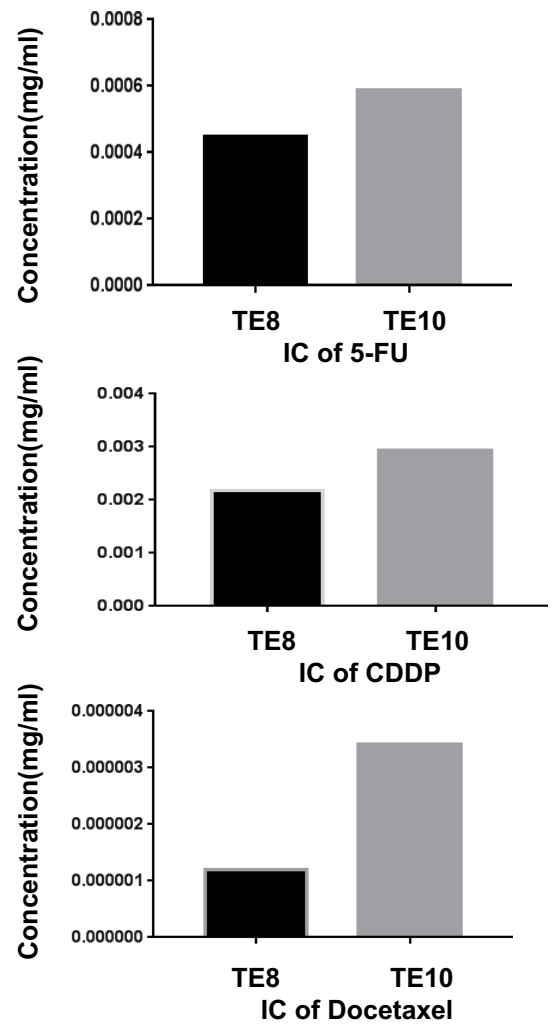 Concentration(mg/ml)
0.0008
0.0006
0.0004
0.0002
0.0000
TE8 TE10
IC of 5-FU
Concentration(mg/ml)
0.004
0.003
0.002
0.001
0.000
TE8 TE10
IC of CDDP
Concentration(mg/ml)
0.000004
0.000003
0.000002
0.000001
0.000000
TE8 TE10
IC of Docetaxel